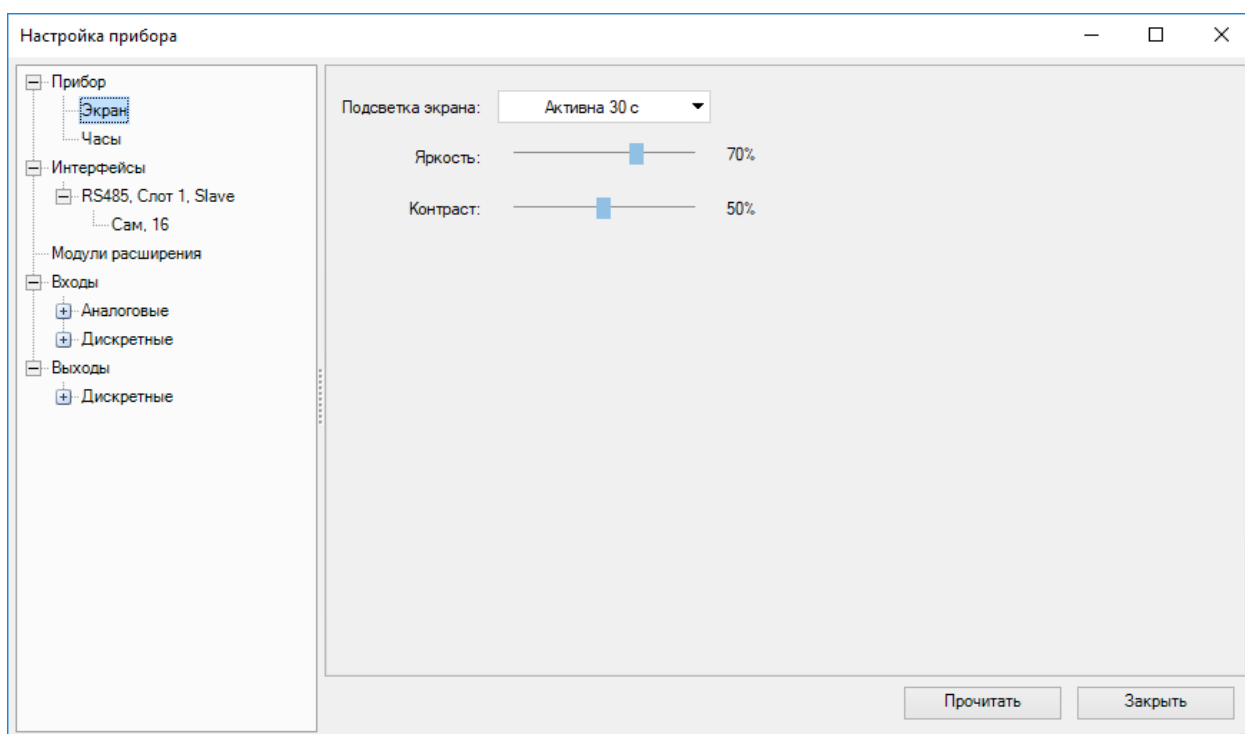 Настройка прибора
Прибор
Экран
Часы
Интерфейсы
RS485, Слот 1, Slave
Сам, 16
Модули расширения
Входы
Аналоговые
Дискретные
Выходы
Дискретные
Подсветка экрана: Активна 30 с
Яркость: 70%
Контраст: 50%
Прочитать Закрыть